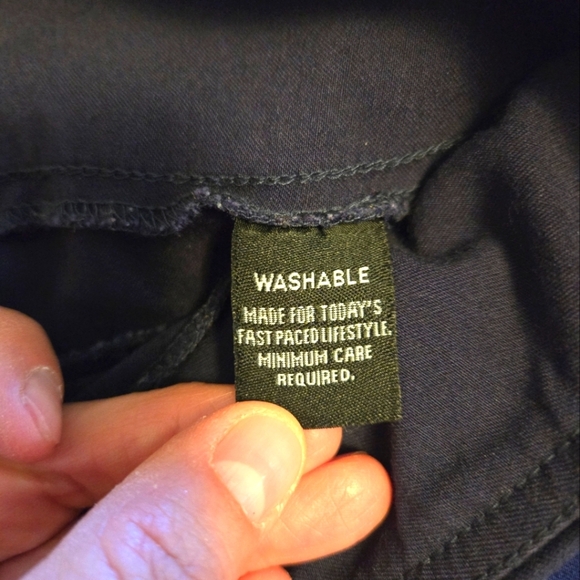 WASHABLE
MADE FOR TODAY'S
FAST PACED LIFESTYLE.
MINIMUM CARE
REQUIRED.